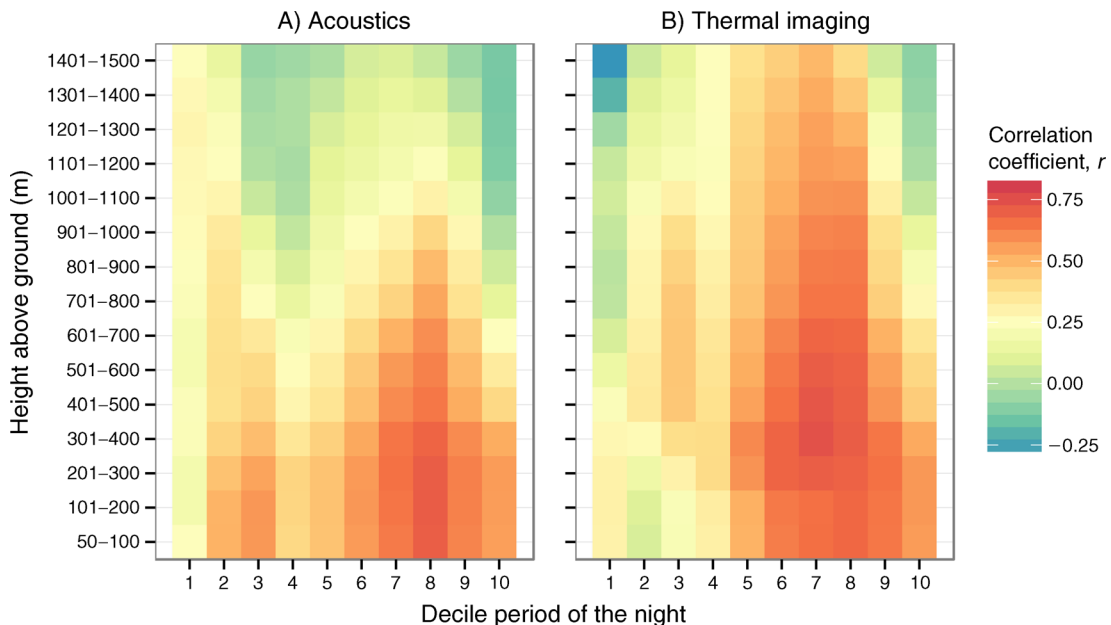 A) Acoustics
B) Thermal imaging
Height above ground (m)
1401–1500
1301–1400
1201–1300
1101–1200
1001–1100
901–1000
801–900
701–800
601–700
501–600
401–500
301–400
201–300
101–200
50–100
1 2 3 4 5 6 7 8 9 10
1 2 3 4 5 6 7 8 9 10
Decile period of the night
Correlation
coefficient, r
0.75
0.50
0.25
0.00
−0.25